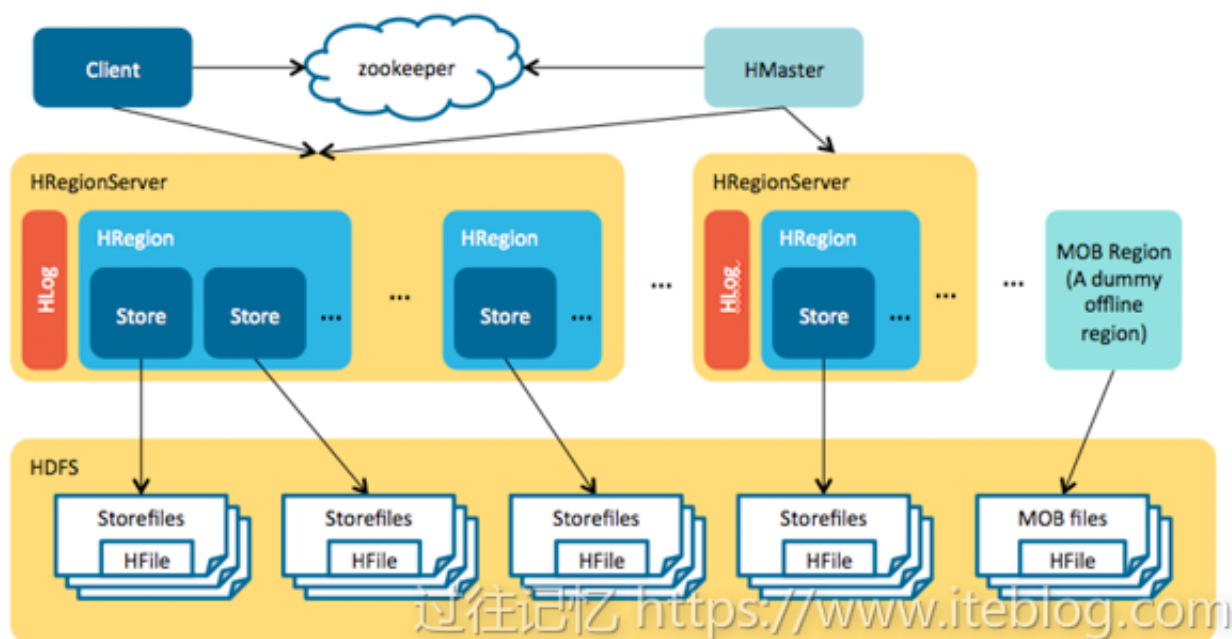 Client
zookeeper
HMaster
HRegionServer
HLog
HRegion
Store
Store
...
...
HRegion
Store
...
...
HRegionServer
HLog
HRegion
Store
...
...
...
MOB Region
(A dummy
offline
region)
HDFS
Storefiles
HFile
Storefiles
HFile
Storefiles
HFile
Storefiles
HFile
MOB files
HFile
过往记忆 https://www.iteblog.com